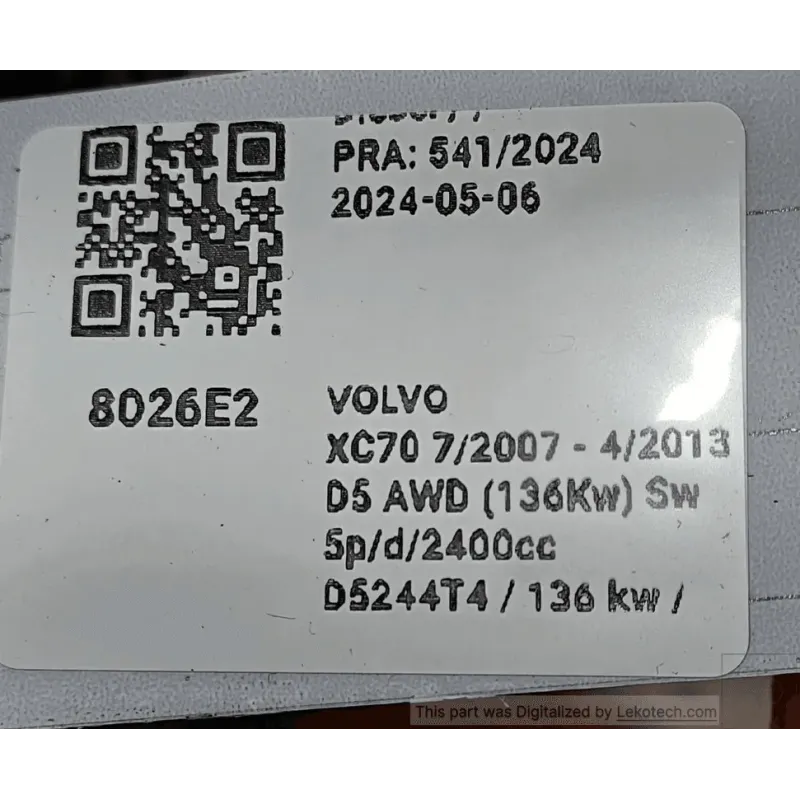 PRA: 541/2024
2024-05-06
8026E2
VOLVO
XC70 7/2007 - 4/2013
D5 AWD (136Kw) Sw
5p/d/2400cc
D5244T4 / 136 kw /
This part was Digitalized by Lekotech.com